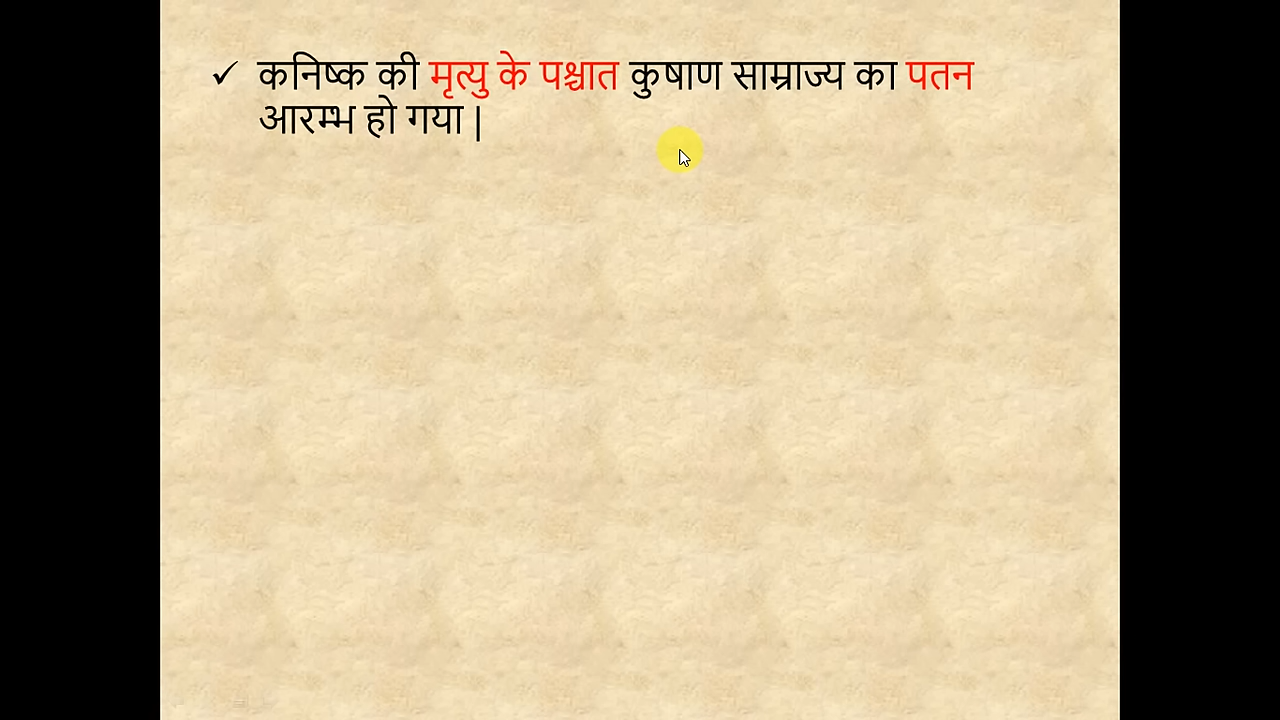 ✓ कनिष्क की मृत्यु के पश्चात कुषाण साम्राज्य का पतन
आरम्भ हो गया |